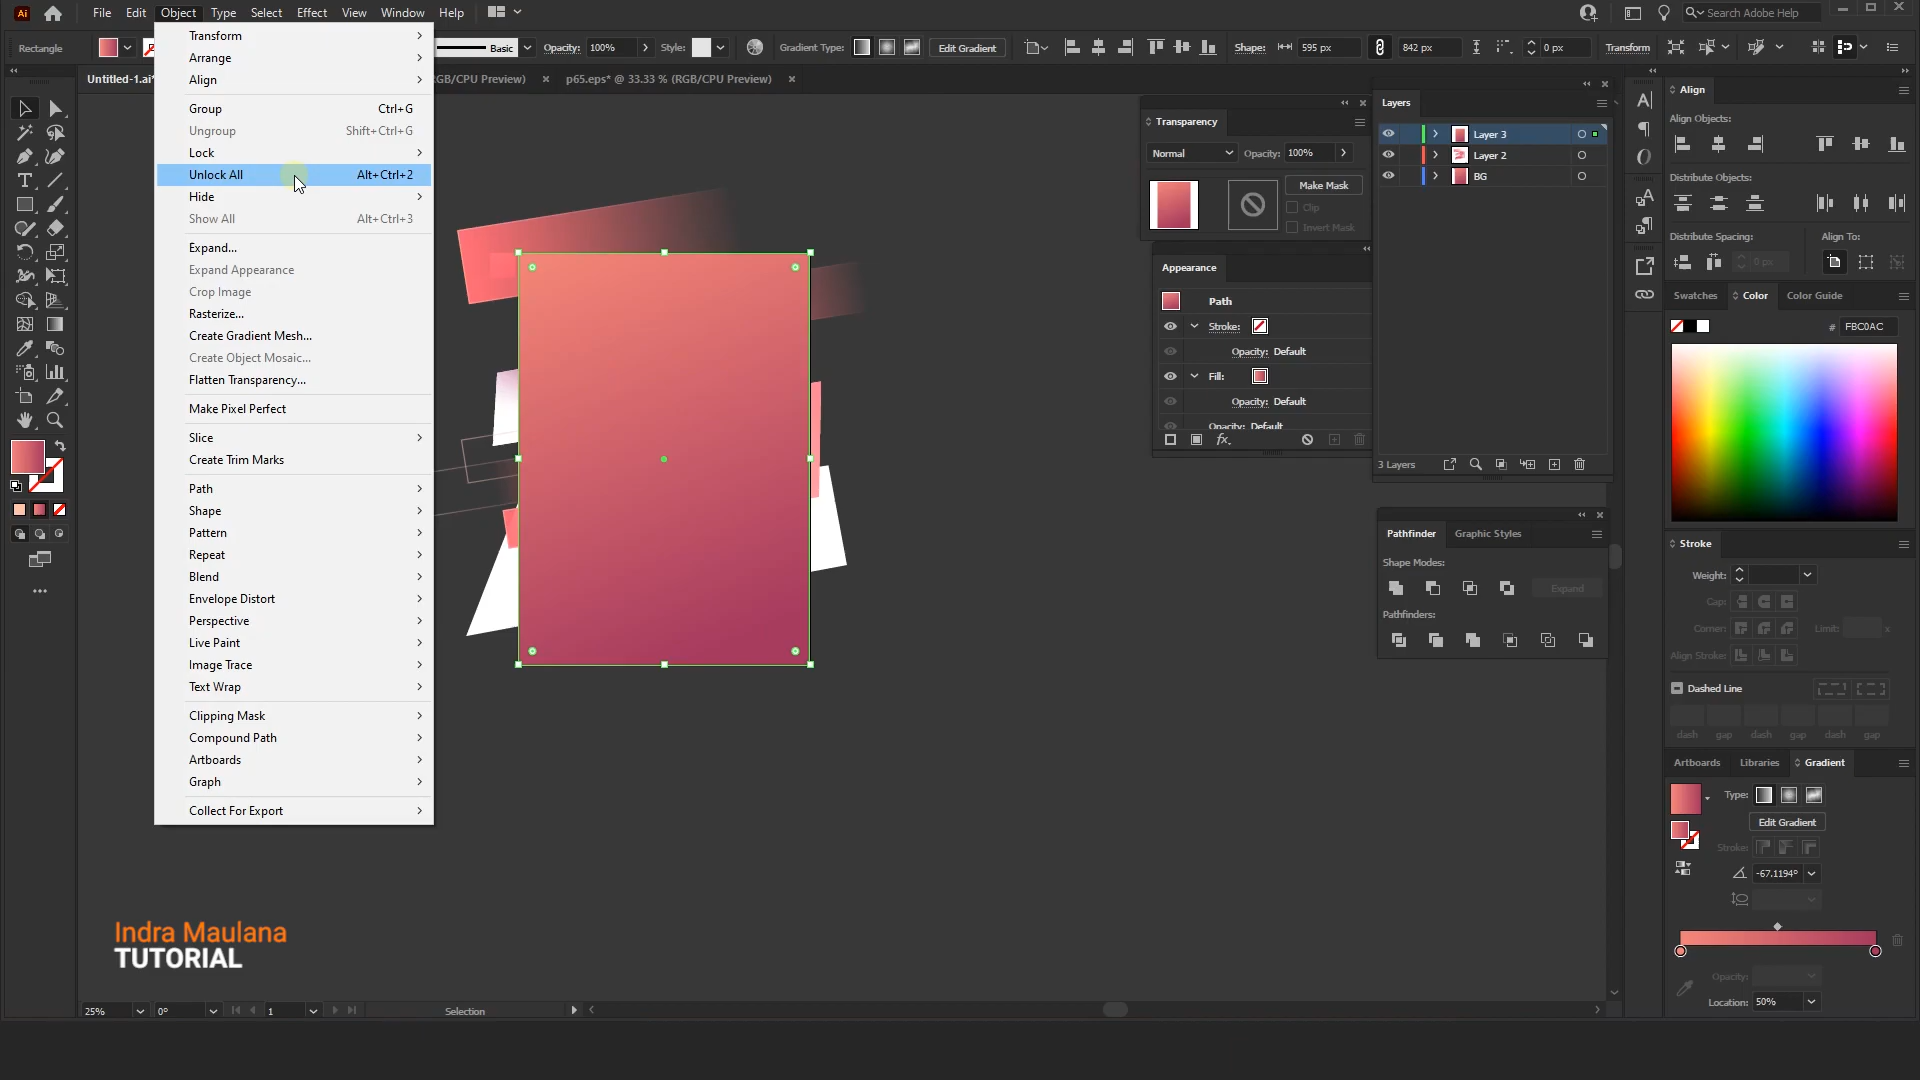 Ai File Edit Object Type Select Effect View Window Help Search Adobe Help
Rectangle Basic Opacity: 100% Style: Gradient Type: Edit Gradient Shape: 595 px 842 px 0 px Transform
Untitled-1.ai* GB/CPU Preview) × p65.eps* @ 33.33 % (RGB/CPU Preview) ×
Transform
Arrange
Align
Group Ctrl+G
Ungroup Shift+Ctrl+G
Lock
Unlock All Alt+Ctrl+2
Hide
Show All Alt+Ctrl+3
Expand...
Expand Appearance
Crop Image
Rasterize...
Create Gradient Mesh...
Create Object Mosaic...
Flatten Transparency...
Make Pixel Perfect
Slice
Create Trim Marks
Path
Shape
Pattern
Repeat
Blend
Envelope Distort
Perspective
Live Paint
Image Trace
Text Wrap
Clipping Mask
Compound Path
Artboards
Graph
Collect For Export
Transparency
Normal Opacity: 100%
Make Mask
Clip
Invert Mask
Appearance
Path
Stroke:
Opacity: Default
Fill:
Opacity: Default
Opacity: Default
fx.
Layers
Layer 3
Layer 2
BG
3 Layers
Pathfinder Graphic Styles
Shape Modes:
Expand
Pathfinders:
Align
Align Objects:
Distribute Objects:
Distribute Spacing: Align To:
0 px
Swatches Color Color Guide
# FBC0AC
Stroke
Weight:
Cap:
Corner: Limit: x
Align Stroke:
Dashed Line
dash gap dash gap dash gap
Artboards Libraries Gradient
Type:
Edit Gradient
Stroke:
-67.1194°
Opacity:
Location: 50%
Indra Maulana
TUTORIAL
25% 0° 1 Selection